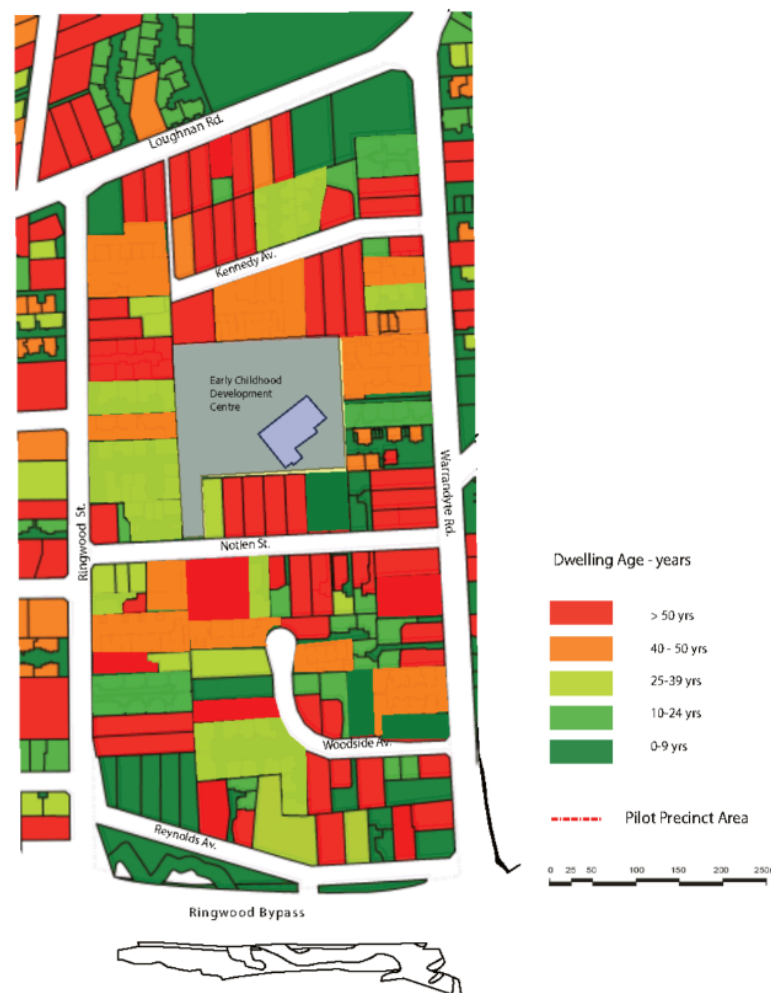 Loughnan Rd.
Kennedy Av.
Early Childhood
Development
Centre
Ringwood St.
Warrandyte Rd.
Notlen St.
Woodside Av.
Reynolds Av.
Ringwood Bypass
Dwelling Age - years
> 50 yrs
40 - 50 yrs
25-39 yrs
10-24 yrs
0-9 yrs
Pilot Precinct Area
0 25 50 100 150 200 250